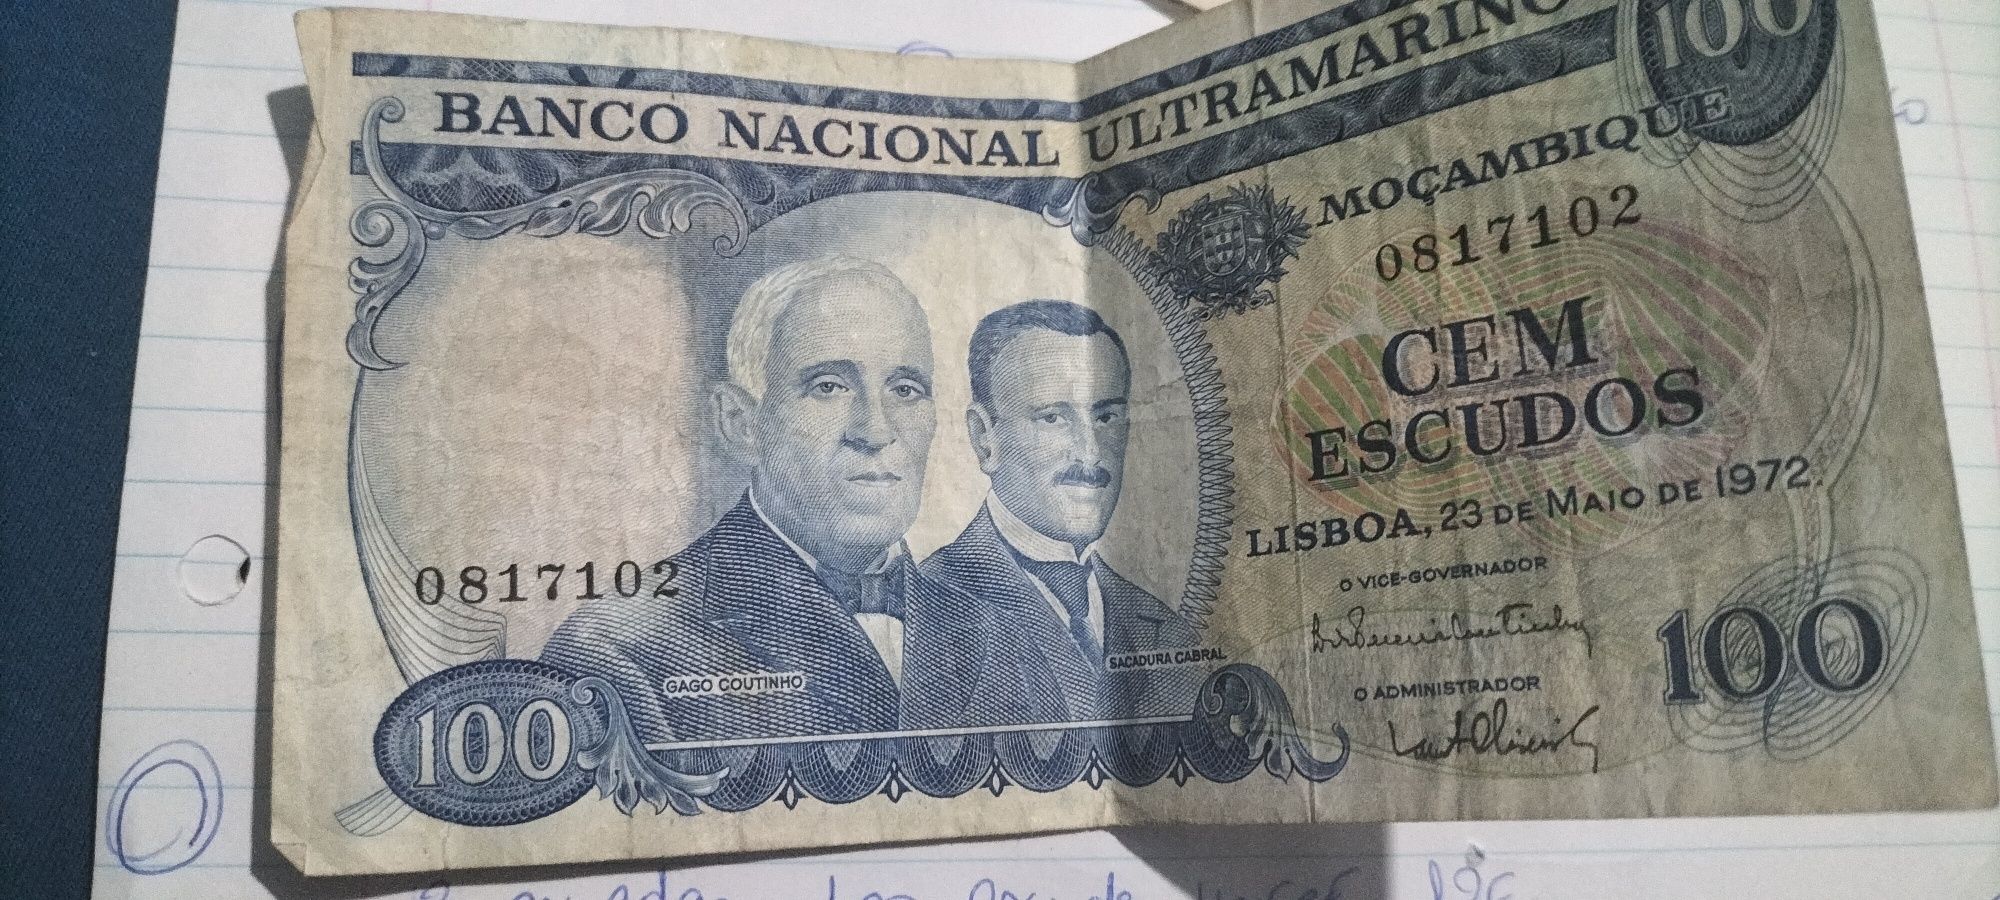 BANCO NACIONAL ULTRAMARINO
100
MOÇAMBIQUE
0817102
CEM
ESCUDOS
LISBOA, 23 DE MAIO DE 1972.
0817102
O VICE-GOVERNADOR
GAGO COUTINHO
SACADURA CABRAL
O ADMINISTRADOR
100
100